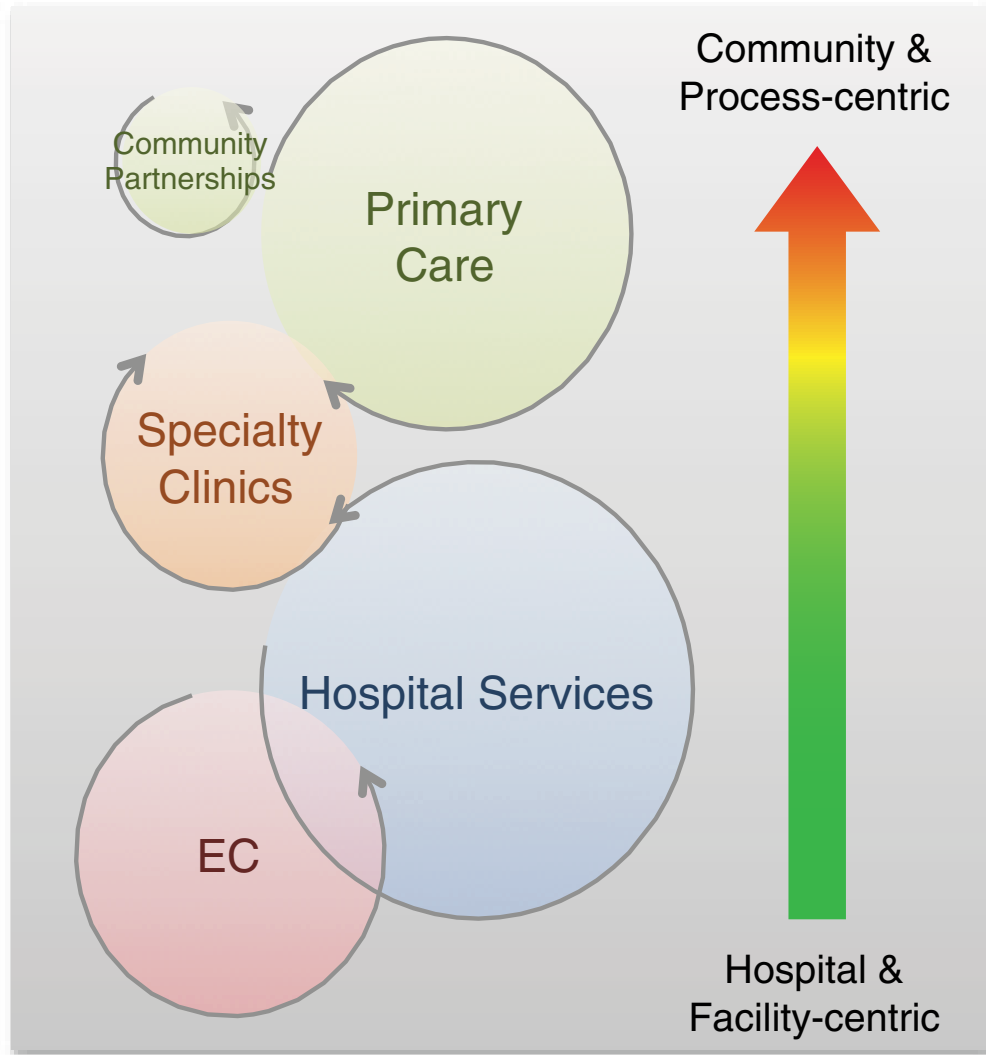 Community &
Process-centric
Community
Partnerships
Primary
Care
Specialty
Clinics
Hospital Services
EC
Hospital &
Facility-centric